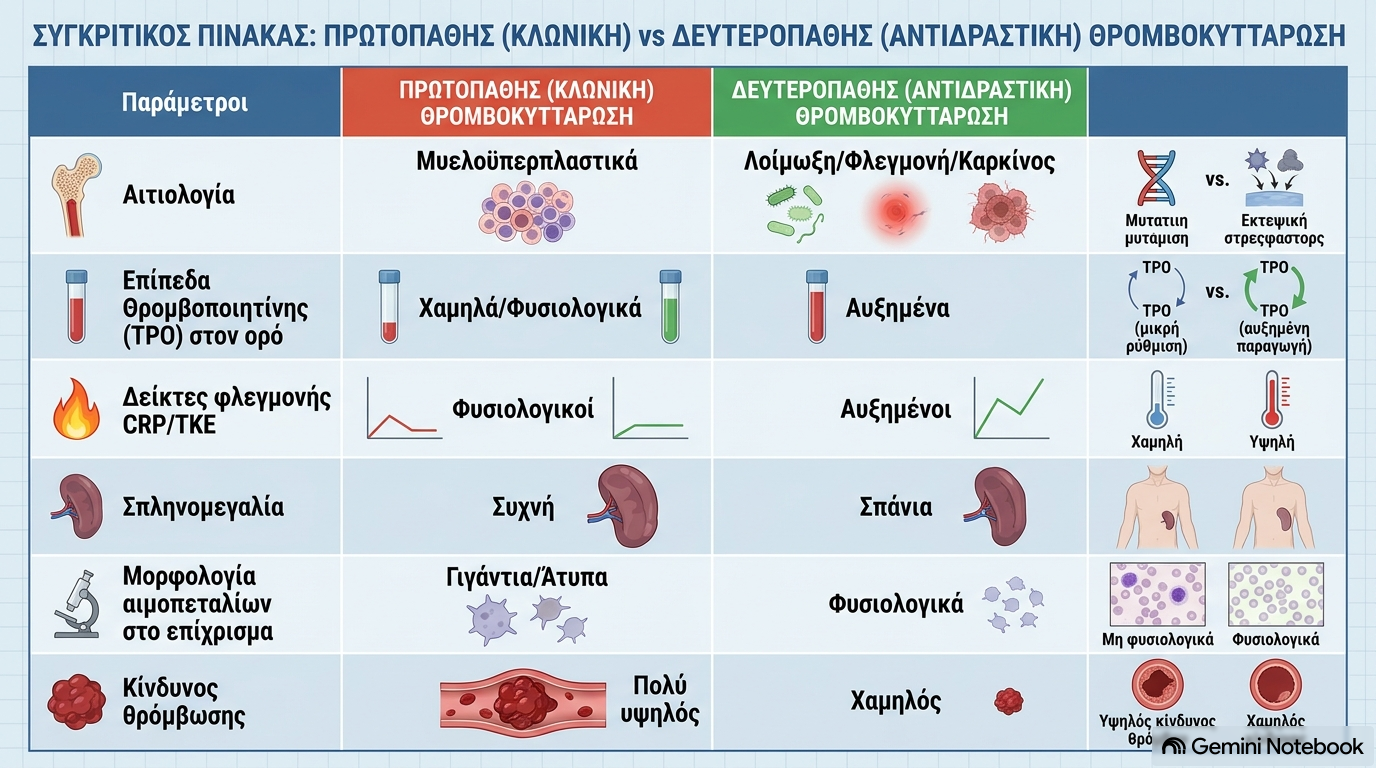 ΣΥΓΚΡΙΤΙΚΟΣ ΠΙΝΑΚΑΣ: ΠΡΩΤΟΠΑΘΗΣ (ΚΛΩΝΙΚΗ) vs ΔΕΥΤΕΡΟΠΑΘΗΣ (ΑΝΤΙΔΡΑΣΤΙΚΗ) ΘΡΟΜΒΟΚΥΤΤΑΡΩΣΗ
Παράμετροι
ΠΡΩΤΟΠΑΘΗΣ (ΚΛΩΝΙΚΗ)
ΘΡΟΜΒΟΚΥΤΤΑΡΩΣΗ
ΔΕΥΤΕΡΟΠΑΘΗΣ (ΑΝΤΙΔΡΑΣΤΙΚΗ)
ΘΡΟΜΒΟΚΥΤΤΑΡΩΣΗ
Αιτιολογία
Μυελοϋπερπλαστικά
Λοίμωξη/Φλεγμονή/Καρκίνος
vs.
Μυτατιη
μυτάμιση
Εκτεψική
στρεςφαστορς
Επίπεδα
Θρομβοποιητίνης
(TPO) στον ορό
Χαμηλά/Φυσιολογικά
Αυξημένα
TPO
TPO
(μικρή
ρύθμιση)
vs.
TPO
TPO
(αυξημένη
παραγωγή)
Δείκτες φλεγμονής
CRP/TKE
Φυσιολογικοί
Αυξημένοι
Χαμηλή
Υψηλή
Σπληνομεγαλία
Συχνή
Σπάνια
Μορφολογία
αιμοπεταλίων
στο επίχρισμα
Γιγάντια/Άτυπα
Φυσιολογικά
Μη φυσιολογικά
Φυσιολογικά
Κίνδυνος
θρόμβωσης
Πολύ
υψηλός
Χαμηλός
Υψηλός κίνδυνος
Χαμηλός
Gemini Notebook